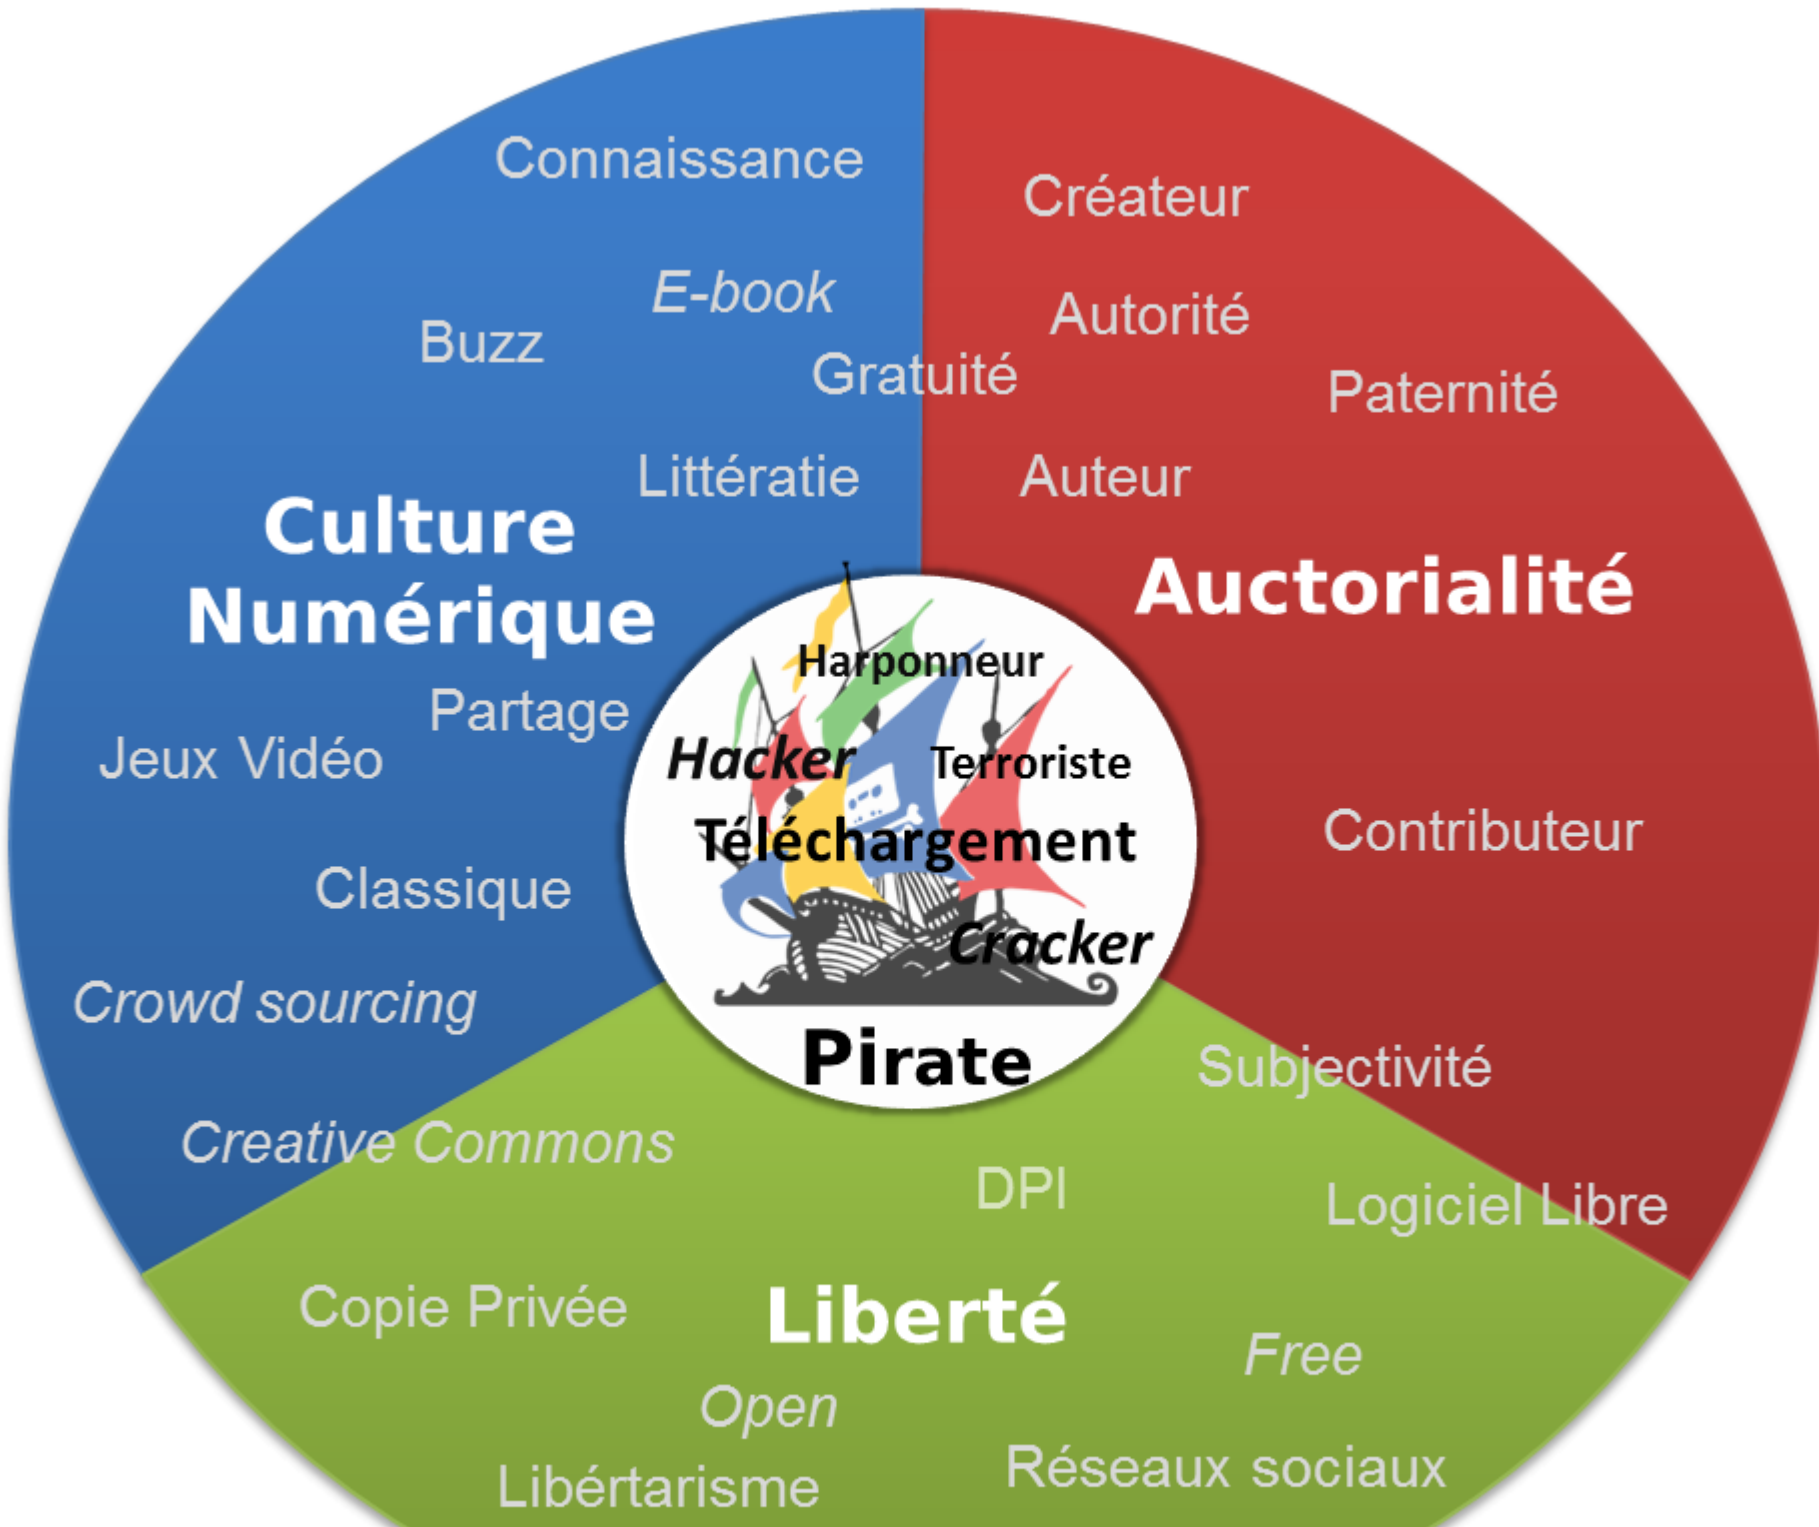 Connaissance
E-book
Buzz
Gratuité
Littératie
Culture
Numérique
Partage
Jeux Vidéo
Classique
Crowd sourcing
Creative Commons
Créateur
Autorité
Paternité
Auteur
Auctorialité
Contributeur
Subjectivité
Logiciel Libre
Harponneur
Hacker
Terroriste
Téléchargement
Cracker
Pirate
DPI
Copie Privée
Liberté
Free
Open
Réseaux sociaux
Libértarisme